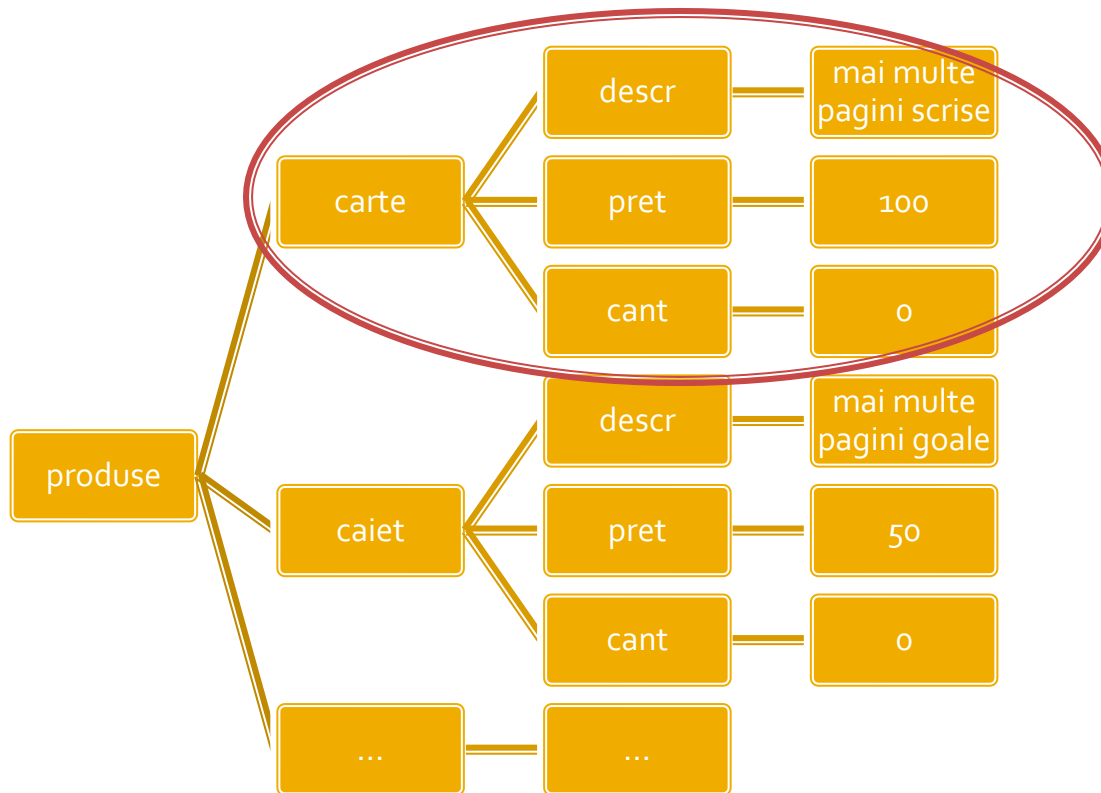 descr
mai multe
pagini scrise
carte
pret
100
cant
0
descr
mai multe
pagini goale
produse
caiet
pret
50
cant
0
...
...